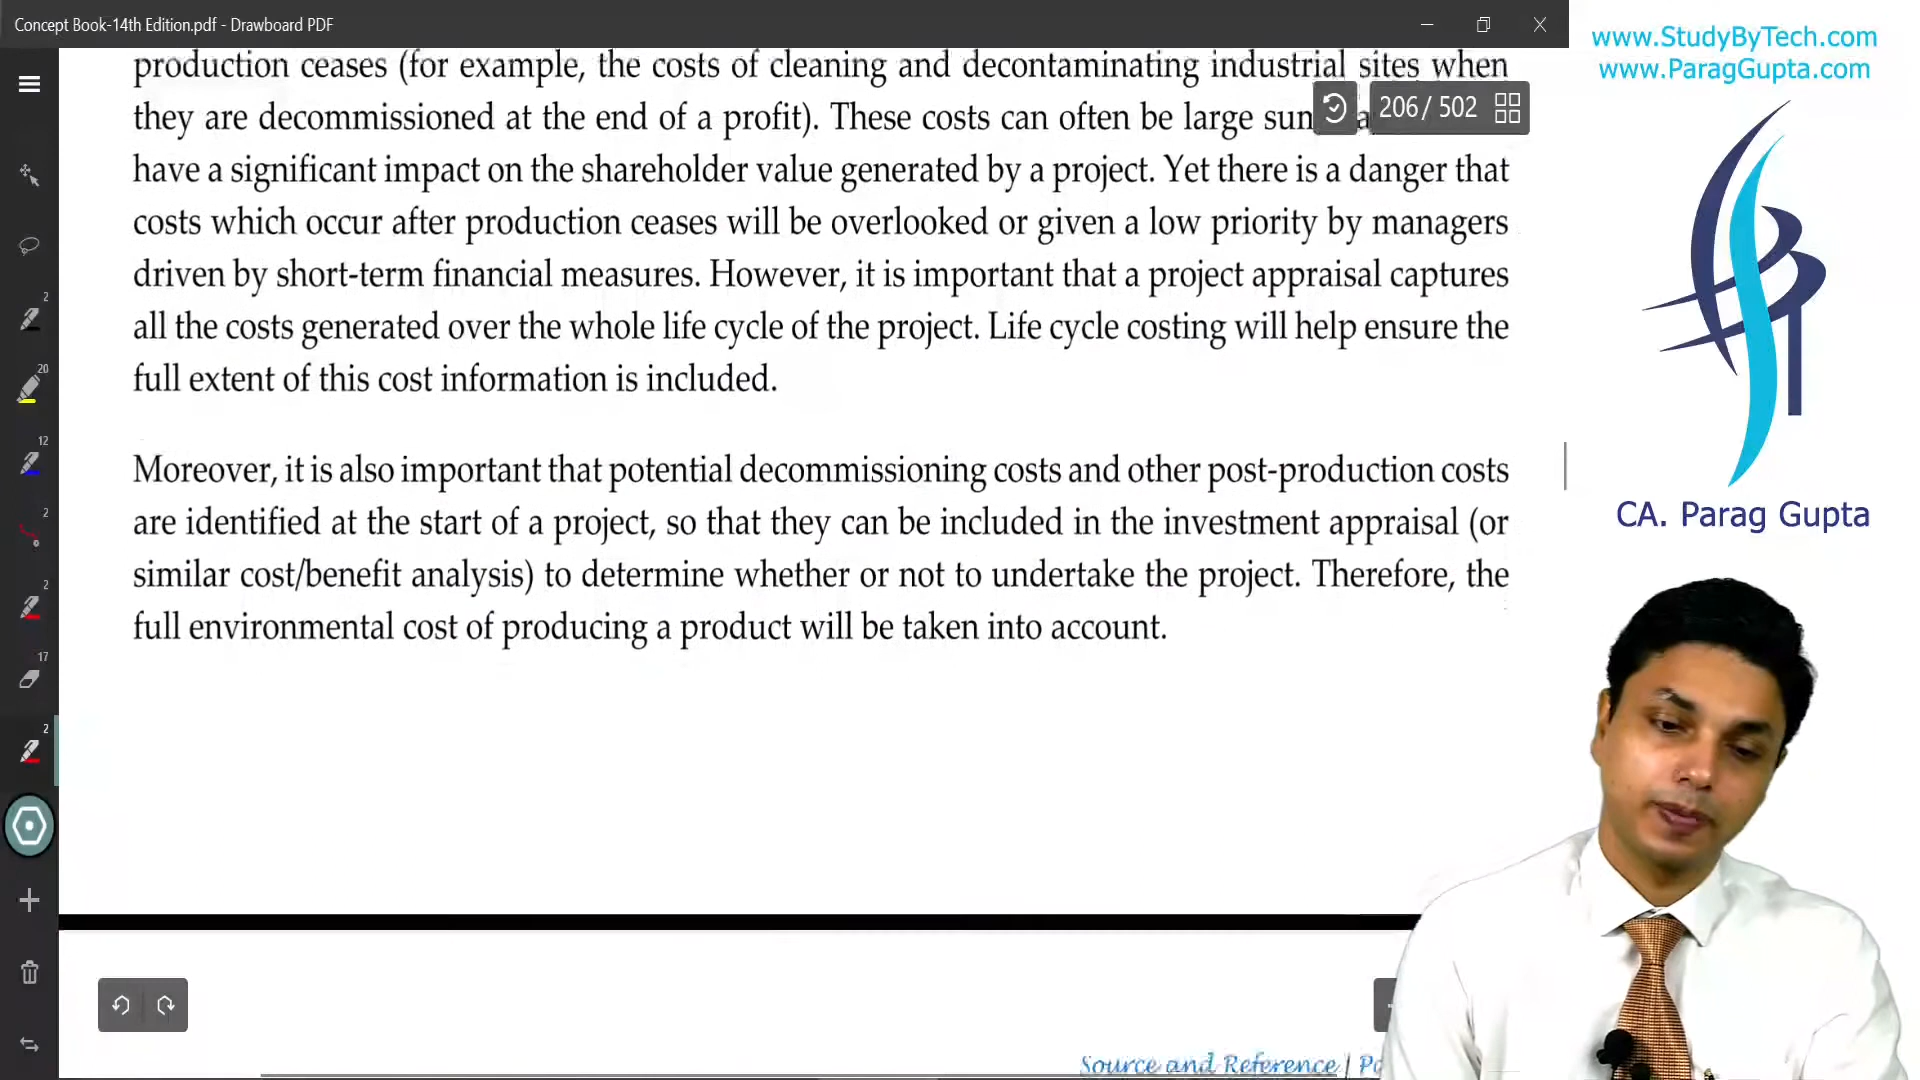 Concept Book-14th Edition.pdf - Drawboard PDF
www.StudyByTech.com
www.ParagGupta.com
production ceases (for example, the costs of cleaning and decontaminating industrial sites when
206 / 502
they are decommissioned at the end of a profit). These costs can often be large
have a significant impact on the shareholder value generated by a project. Yet there is a danger that
costs which occur after production ceases will be overlooked or given a low priority by managers
driven by short-term financial measures. However, it is important that a project appraisal captures
all the costs generated over the whole life cycle of the project. Life cycle costing will help ensure the
full extent of this cost information is included.
Moreover, it is also important that potential decommissioning costs and other post-production costs
are identified at the start of a project, so that they can be included in the investment appraisal (or
similar cost/benefit analysis) to determine whether or not to undertake the project. Therefore, the
full environmental cost of producing a product will be taken into account.
CA. Parag Gupta
2
20
12
2
2
17
2
Source and Reference |